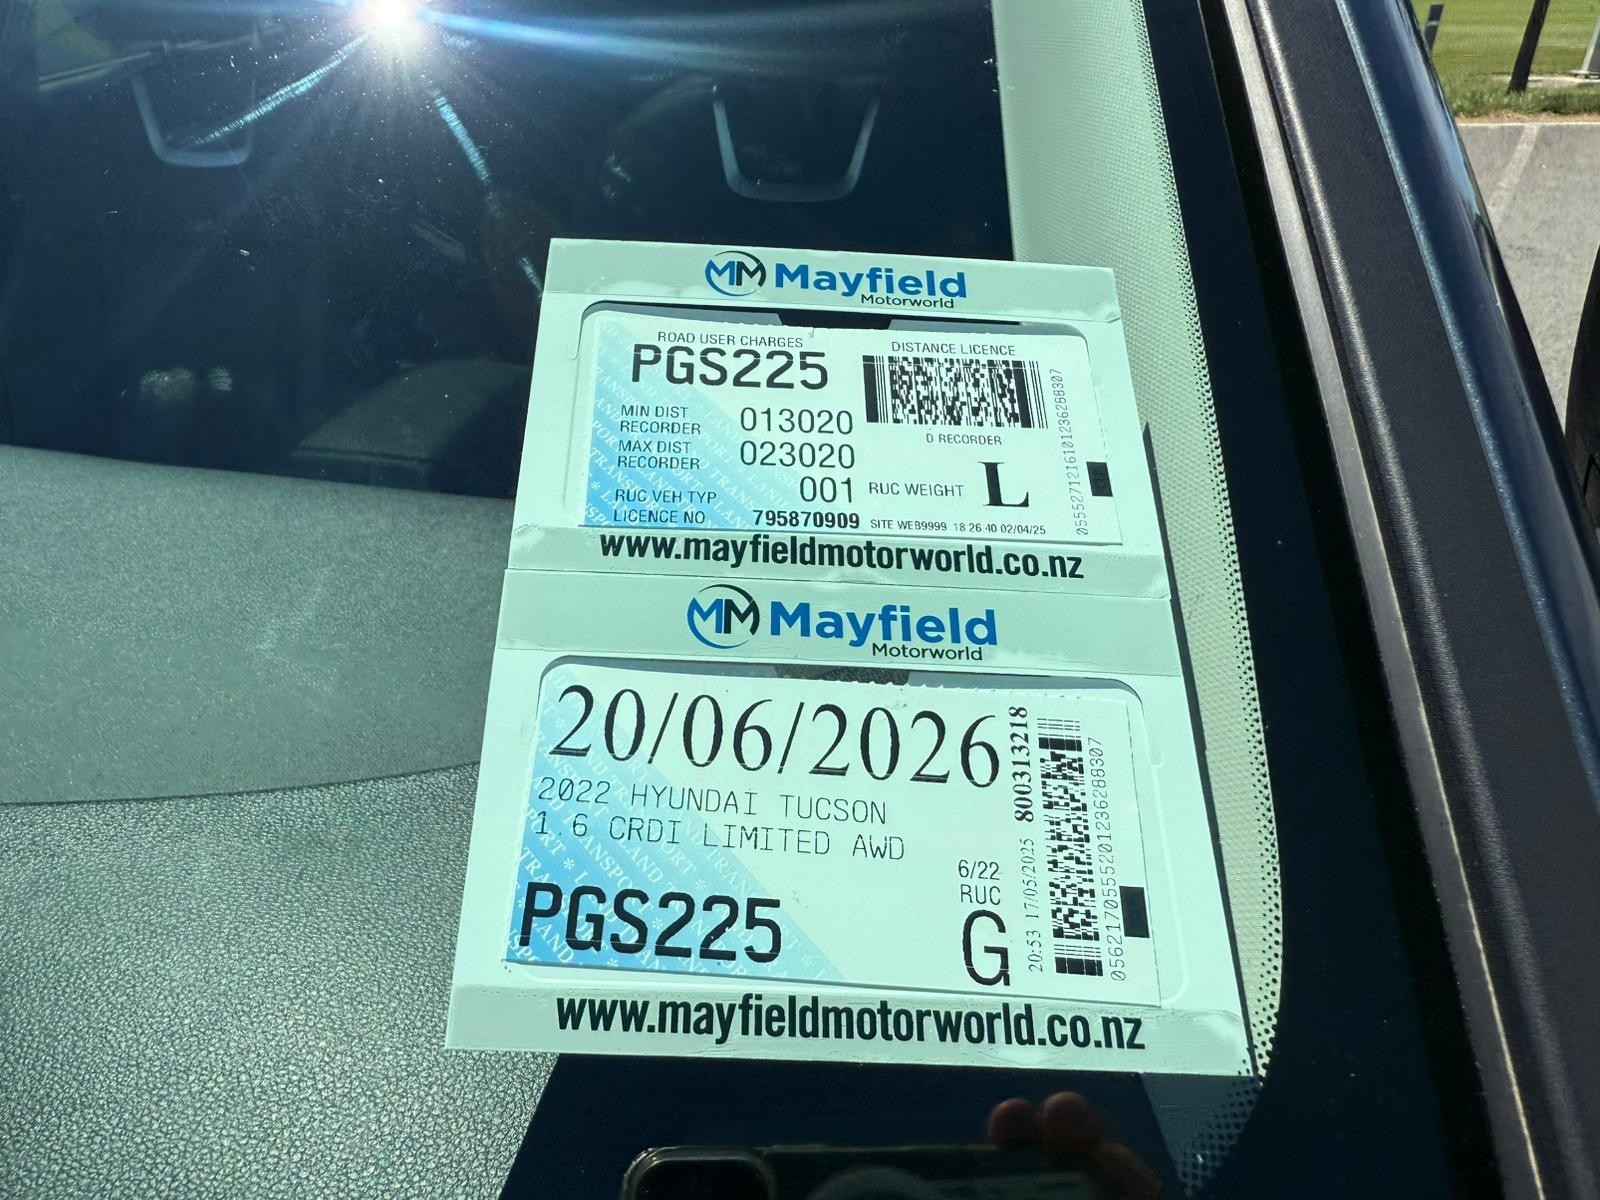 MM Mayfield
Motorworld
ROAD USER CHARGES
DISTANCE LICENCE
PGS225
MIN DIST
RECORDER 013020
D RECORDER
MAX DIST
RECORDER 023020
RUC VEH TYP 001
RUC WEIGHT L
LICENCE NO 795870909
SITE WEB9999 18 26 40 02/04/25
www.mayfieldmotorworld.co.nz
MM Mayfield
Motorworld
20/06/2026
2022 HYUNDAI TUCSON
1.6 CRDI LIMITED AWD
800313218
6/22
RUC
PGS225
G
20:53 17/05/2025
www.mayfieldmotorworld.co.nz